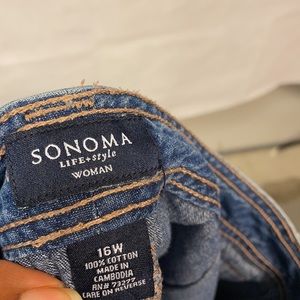 SONOMA
LIFE+style
WOMAN
16W
100% COTTON
MADE IN
CAMBODIA
RN# 73277
CARE ON REVERSE